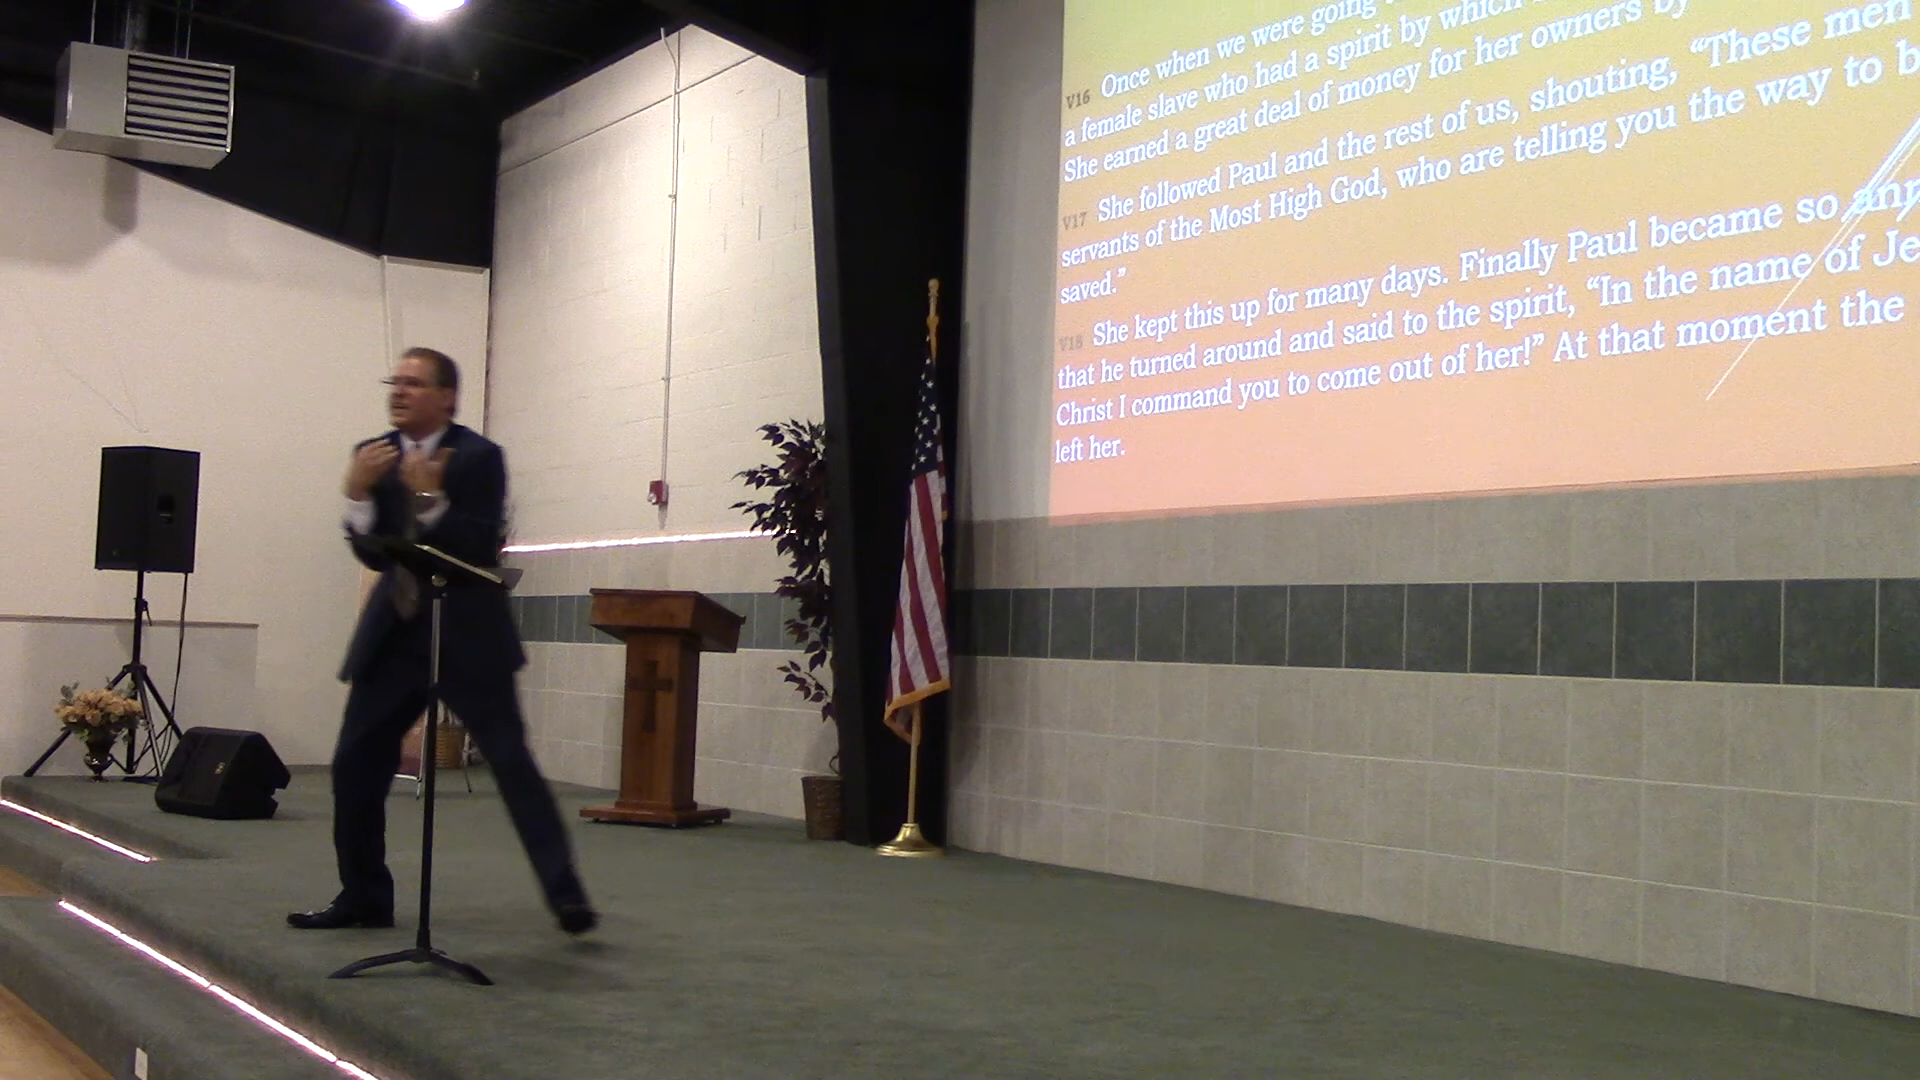 V16 Once when we were going
a female slave who had a spirit by which
She earned a great deal of money for her owners by
V17 She followed Paul and the rest of us, shouting, “These men
servants of the Most High God, who are telling you the way to b
saved.”
V18 She kept this up for many days. Finally Paul became so ann
that he turned around and said to the spirit, “In the name of Je
Christ I command you to come out of her!” At that moment the
left her.